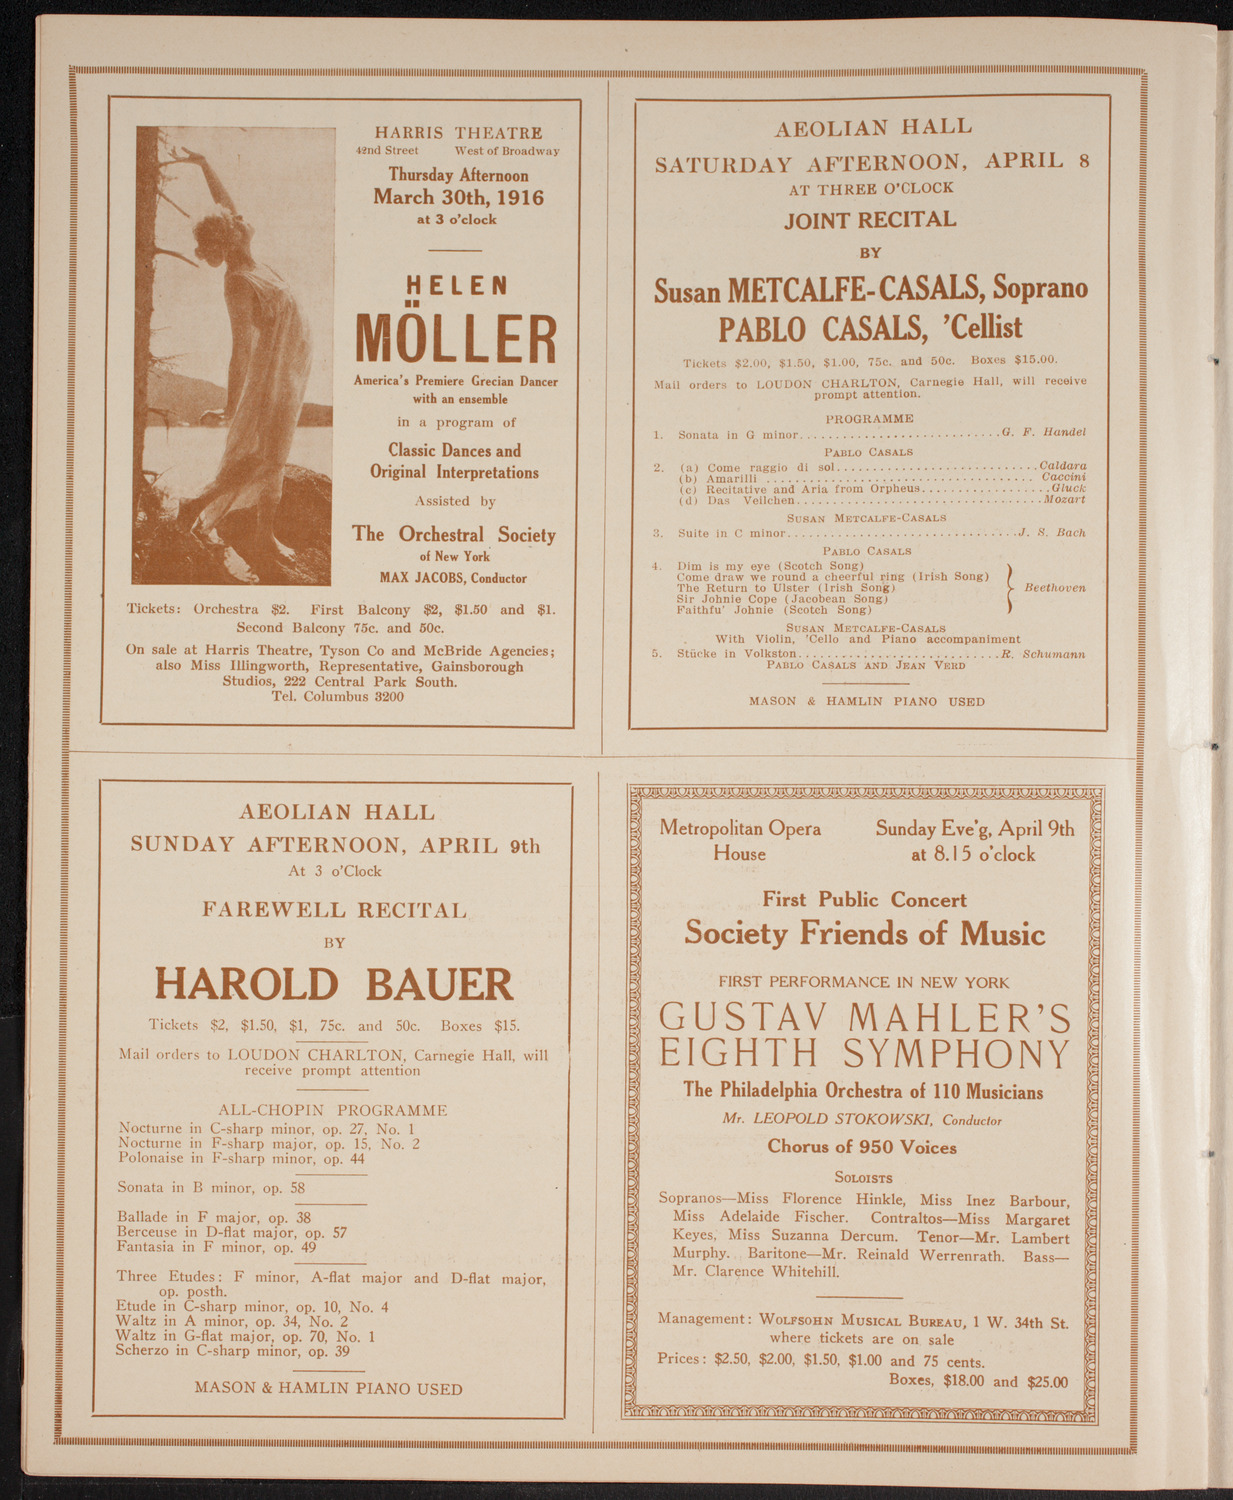 HARRIS THEATRE
42nd Street West of Broadway
Thursday Afternoon
March 30th, 1916
at 3 o'clock
HELEN
MÖLLER
America's Premiere Grecian Dancer
with an ensemble
in a program of
Classic Dances and
Original Interpretations
Assisted by
The Orchestral Society
of New York
MAX JACOBS, Conductor
Tickets: Orchestra $2. First Balcony $2, $1.50 and $1.
Second Balcony 75c. and 50c.
On sale at Harris Theatre, Tyson Co and McBride Agencies;
also Miss Illingworth, Representative, Gainsborough
Studios, 222 Central Park South.
Tel. Columbus 3200
AEOLIAN HALL
SATURDAY AFTERNOON, APRIL 8
AT THREE O'CLOCK
JOINT RECITAL
BY
Susan METCALFE-CASALS, Soprano
PABLO CASALS, 'Cellist
Tickets $2.00, $1.50, $1.00, 75c. and 50c. Boxes $15.00.
Mail orders to LOUDON CHARLTON, Carnegie Hall, will receive
prompt attention.
PROGRAMME
1. Sonata in G minor............................G. F. Handel
PABLO CASALS
2. (a) Come raggio di sol............................Caldara
(b) Amarilli ......................................Caccini
(c) Recitative and Aria from Orpheus..................Gluck
(d) Das Veilchen...................................Mozart
SUSAN METCALFE-CASALS
3. Suite in C minor................................J. S. Bach
PABLO CASALS
4. Dim is my eye (Scotch Song)
Come draw we round a cheerful ring (Irish Song)
The Return to Ulster (Irish Song) Beethoven
Sir Johnie Cope (Jacobean Song)
Faithfu' Johnie (Scotch Song)
SUSAN METCALFE-CASALS
With Violin, 'Cello and Piano accompaniment
5. Stücke in Volkston............................R. Schumann
PABLO CASALS AND JEAN VERD
MASON & HAMLIN PIANO USED
AEOLIAN HALL
SUNDAY AFTERNOON, APRIL 9th
At 3 o'Clock
FAREWELL RECITAL
BY
HAROLD BAUER
Tickets $2, $1.50, $1, 75c. and 50c. Boxes $15.
Mail orders to LOUDON CHARLTON, Carnegie Hall, will
receive prompt attention
ALL-CHOPIN PROGRAMME
Nocturne in C-sharp minor, op. 27, No. 1
Nocturne in F-sharp major, op. 15, No. 2
Polonaise in F-sharp minor, op. 44
Sonata in B minor, op. 58
Ballade in F major, op. 38
Berceuse in D-flat major, op. 57
Fantasia in F minor, op. 49
Three Etudes: F minor, A-flat major and D-flat major,
op. posth.
Etude in C-sharp minor, op. 10, No. 4
Waltz in A minor, op. 34, No. 2
Waltz in G-flat major, op. 70, No. 1
Scherzo in C-sharp minor, op. 39
MASON & HAMLIN PIANO USED
Metropolitan Opera Sunday Eve'g, April 9th
House at 8.15 o'clock
First Public Concert
Society Friends of Music
FIRST PERFORMANCE IN NEW YORK
GUSTAV MAHLER'S
EIGHTH SYMPHONY
The Philadelphia Orchestra of 110 Musicians
Mr. LEOPOLD STOKOWSKI, Conductor
Chorus of 950 Voices
SOLOISTS
Sopranos—Miss Florence Hinkle, Miss Inez Barbour,
Miss Adelaide Fischer. Contraltos—Miss Margaret
Keyes, Miss Suzanna Dercum. Tenor—Mr. Lambert
Murphy. Baritone—Mr. Reinald Werrenrath. Bass—
Mr. Clarence Whitehill.
Management: WOLFSOHN MUSICAL BUREAU, 1 W. 34th St.
where tickets are on sale
Prices: $2.50, $2.00, $1.50, $1.00 and 75 cents.
Boxes, $18.00 and $25.00